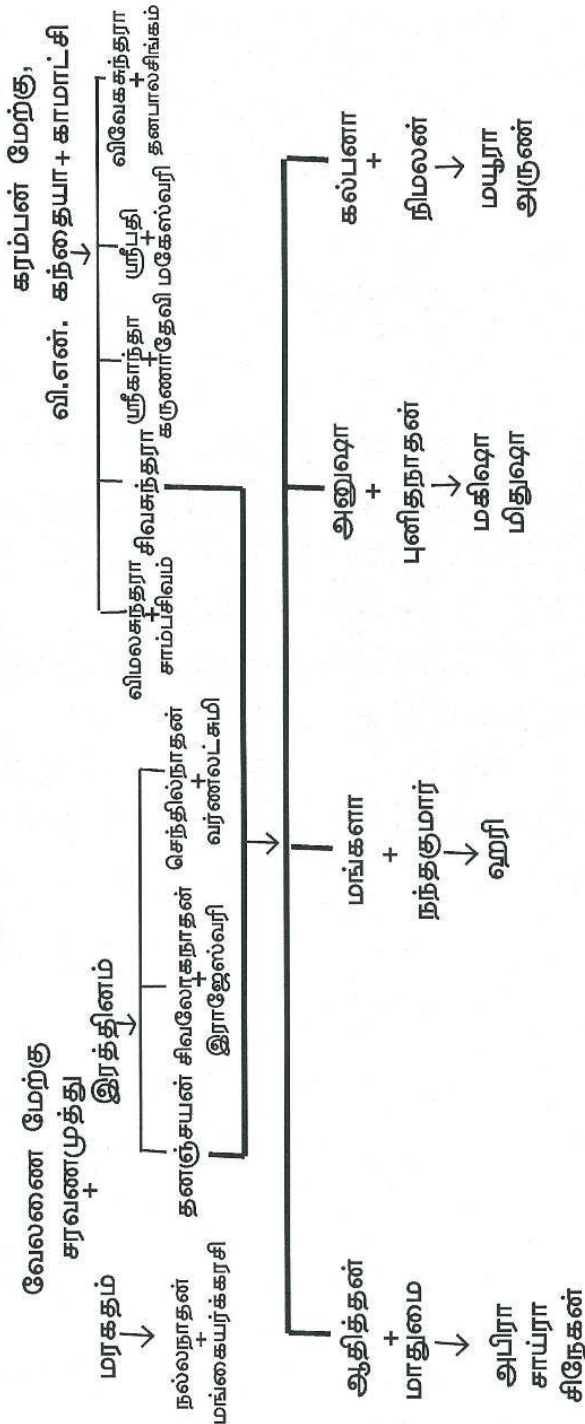 வேலணை மேற்கு
சரவணமுத்து
+
மரகதம்
இரத்தினம்
நல்லநாதன்
+
மங்கையர்க்கரசி
தனஞ்சயன்
சிவலோகநாதன்
+
இராஜேஸ்வரி
செந்தில்நாதன்
+
வர்ணலட்சுமி
கரம்பன் மேற்கு,
வி.என். கந்தையா + காமாட்சி
விமலசுந்தரா
+
சாம்பசிவம்
சிவசுந்தரா
ஸ்ரீகாந்தா
+
கருணாதேவி
ஸ்ரீபதி
+
மகேஸ்வரி
விவேகசுந்தரா
+
தனபாலசிங்கம்
ஆதித்தன்
+
மாதுமை
அபிரா
சாய்ரா
சிநேகன்
மங்களா
+
நந்தகுமார்
ஹரி
அனுஷா
+
புனிதநாதன்
மகிஷா
மிதுஷா
கல்பனா
+
நிமலன்
மயூரா
அருண்